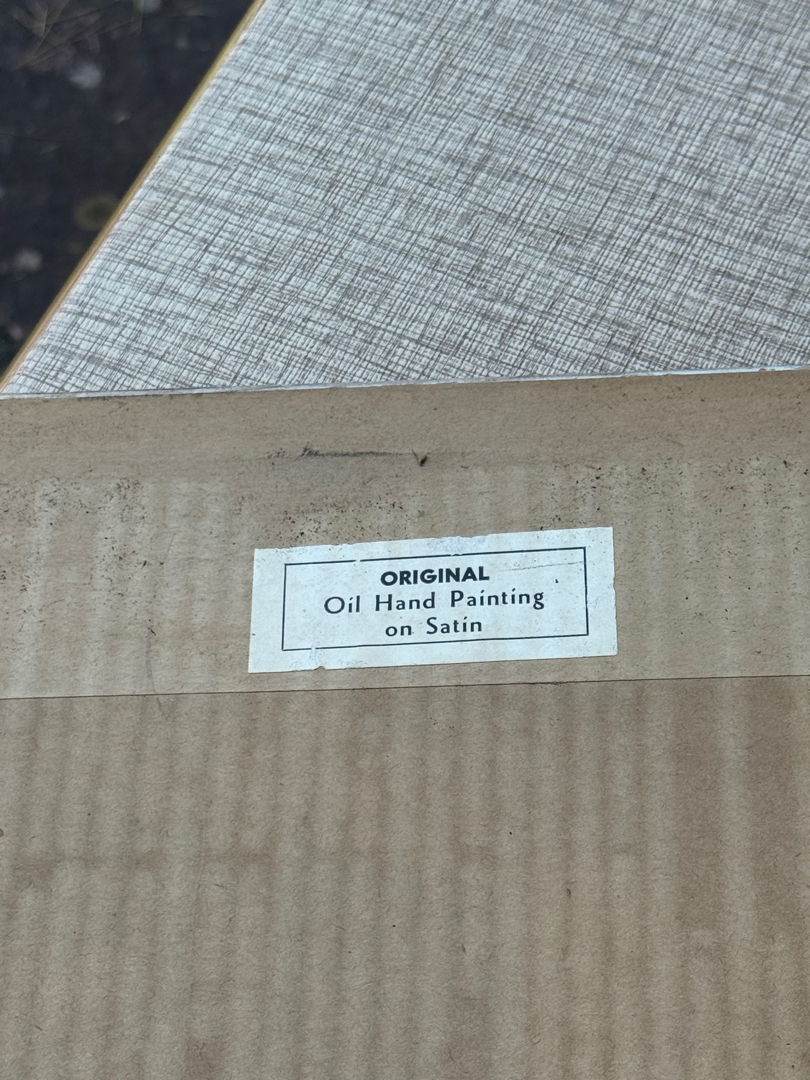 ORIGINAL
Oil Hand Painting
on Satin